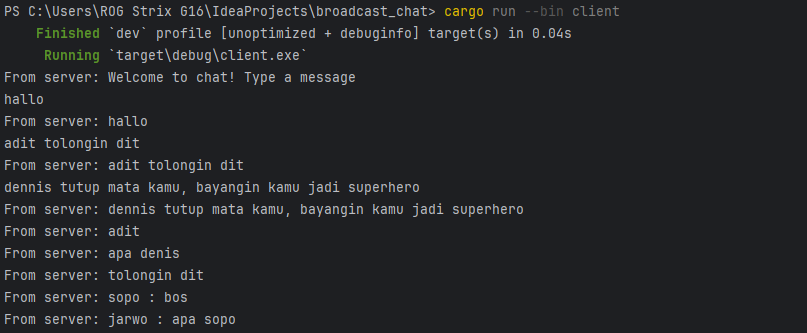 PS C:\Users\ROG Strix G16\IdeaProjects\broadcast_chat> cargo run --bin client
Finished `dev` profile [unoptimized + debuginfo] target(s) in 0.04s
Running `target\debug\client.exe`
From server: Welcome to chat! Type a message
hallo
From server: hallo
adit tolongin dit
From server: adit tolongin dit
dennis tutup mata kamu, bayangin kamu jadi superhero
From server: dennis tutup mata kamu, bayangin kamu jadi superhero
From server: adit
From server: apa denis
From server: tolongin dit
From server: sopo : bos
From server: jarwo : apa sopo